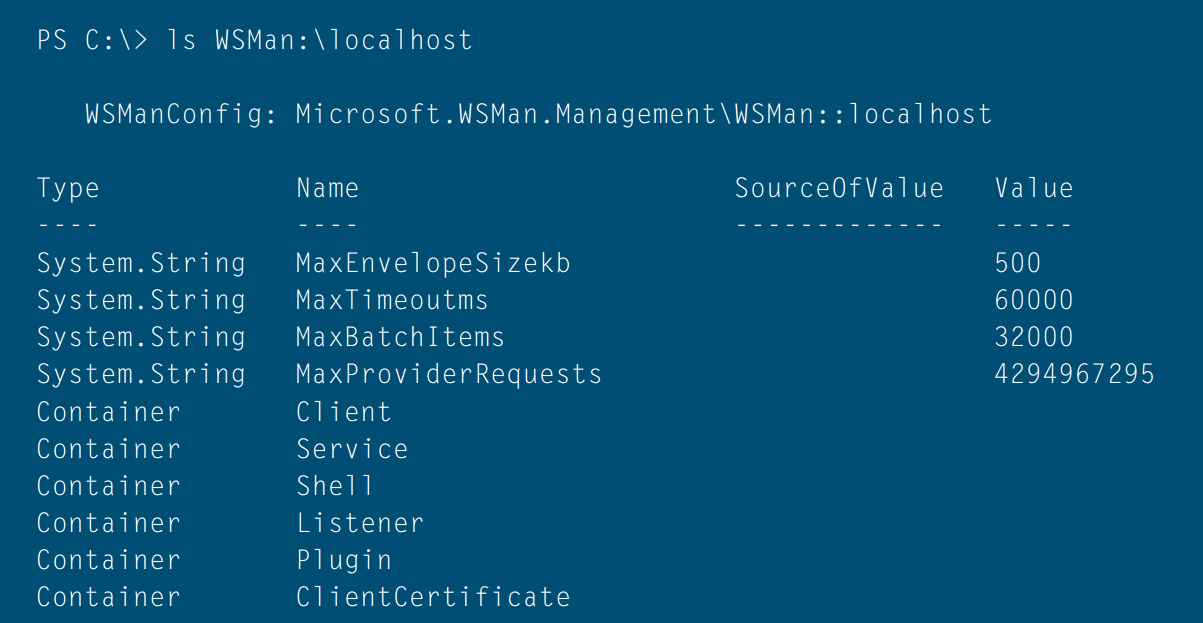 PS C:\> ls WSMan:\localhost
WSManConfig: Microsoft.WSMan.Management\WSMan::localhost
Type Name SourceOfValue Value
---- ---- ------------- -----
System.String MaxEnvelopeSizekb 500
System.String MaxTimeoutms 60000
System.String MaxBatchItems 32000
System.String MaxProviderRequests 4294967295
Container Client
Container Service
Container Shell
Container Listener
Container Plugin
Container ClientCertificate